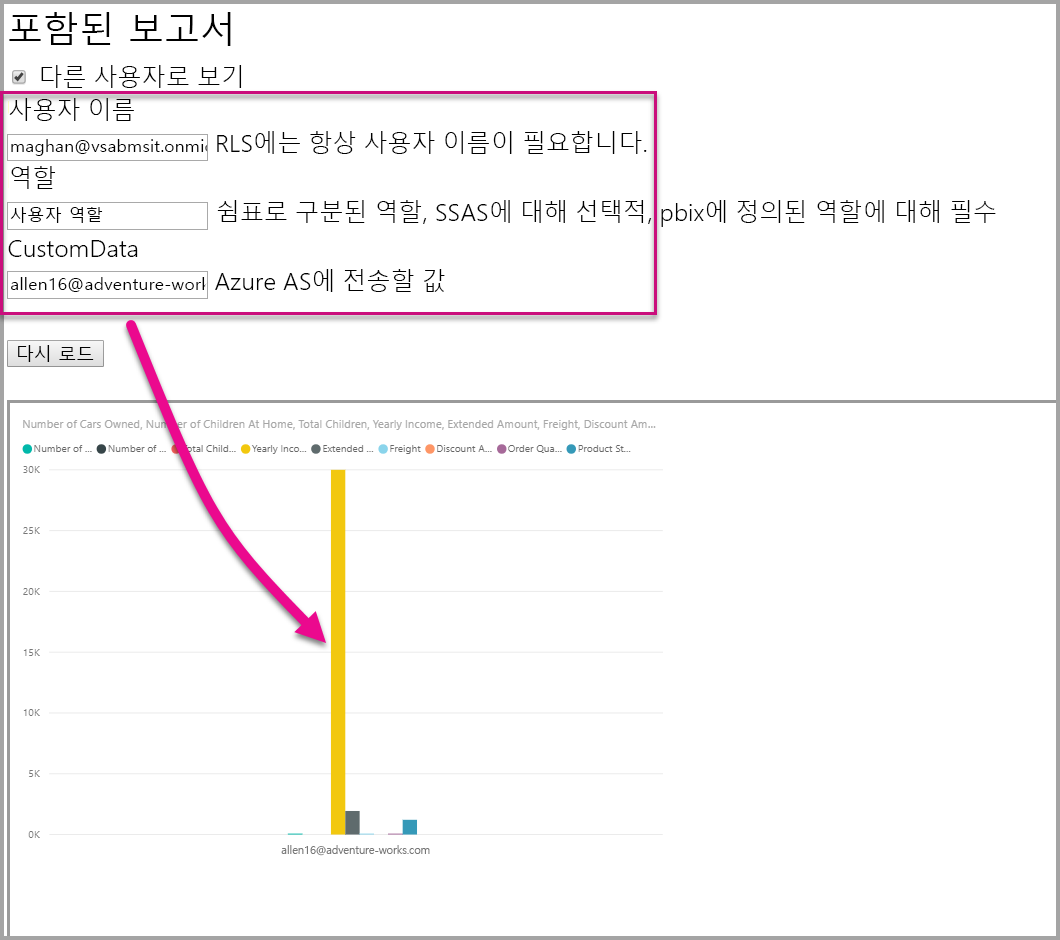 포함된 보고서
다른 사용자로 보기
사용자 이름
maghan@vsabmsit.onmi RLS에는 항상 사용자 이름이 필요합니다.
역할
사용자 역할 쉼표로 구분된 역할, SSAS에 대해 선택적, pbix에 정의된 역할에 대해 필수
CustomData
allen16@adventure-work Azure AS에 전송할 값
다시 로드
Number of Cars Owned, Number of Children At Home, Total Children, Yearly Income, Extended Amount, Freight, Discount Am...
Number of ... Number of ... Total Child... Yearly Inco... Extended ... Freight Discount A... Order Qua... Product St...
30K
25K
20K
15K
10K
5K
0K
allen16@adventure-works.com